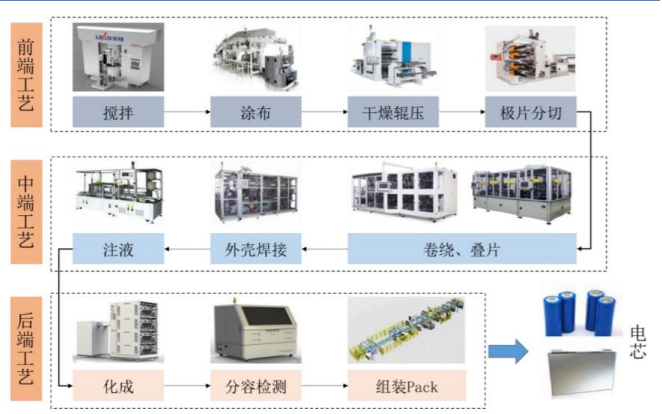 前端工艺
搅拌
涂布
干燥辊压
极片分切
中端工艺
注液
外壳焊接
卷绕、叠片
后端工艺
化成
分容检测
组装Pack
电芯